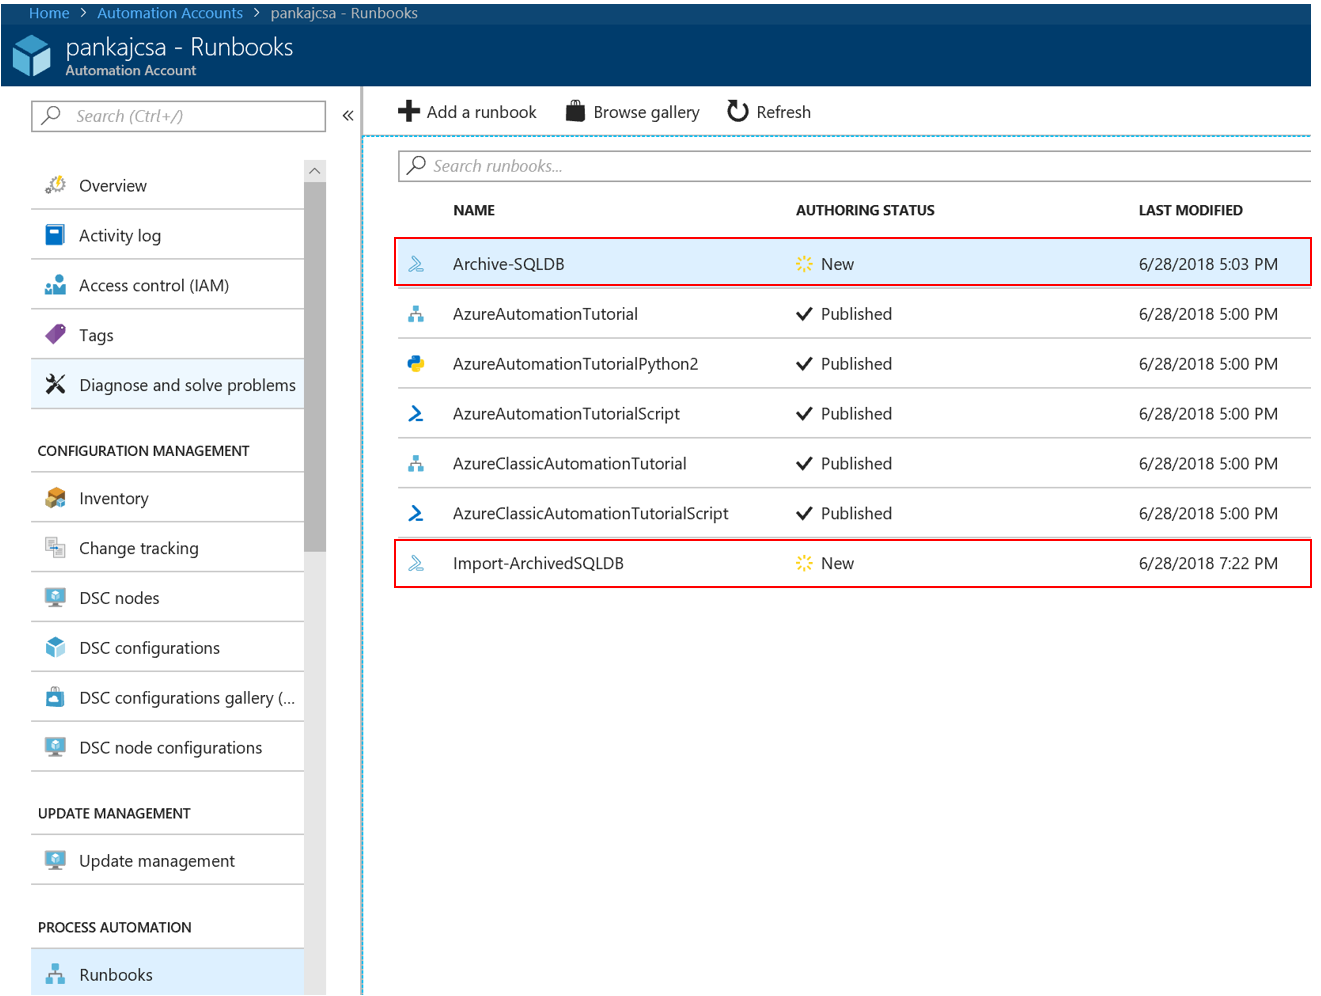 Home > Automation Accounts > pankajcsa - Runbooks
pankajcsa - Runbooks
Automation Account
Search (Ctrl+/)
«
Add a runbook Browse gallery Refresh
Search runbooks...
Overview
Activity log
Access control (IAM)
Tags
Diagnose and solve problems
CONFIGURATION MANAGEMENT
Inventory
Change tracking
DSC nodes
DSC configurations
DSC configurations gallery (...
DSC node configurations
UPDATE MANAGEMENT
Update management
PROCESS AUTOMATION
Runbooks
NAME AUTHORING STATUS LAST MODIFIED
Archive-SQLDB New 6/28/2018 5:03 PM
AzureAutomationTutorial Published 6/28/2018 5:00 PM
AzureAutomationTutorialPython2 Published 6/28/2018 5:00 PM
AzureAutomationTutorialScript Published 6/28/2018 5:00 PM
AzureClassicAutomationTutorial Published 6/28/2018 5:00 PM
AzureClassicAutomationTutorialScript Published 6/28/2018 5:00 PM
Import-ArchivedSQLDB New 6/28/2018 7:22 PM